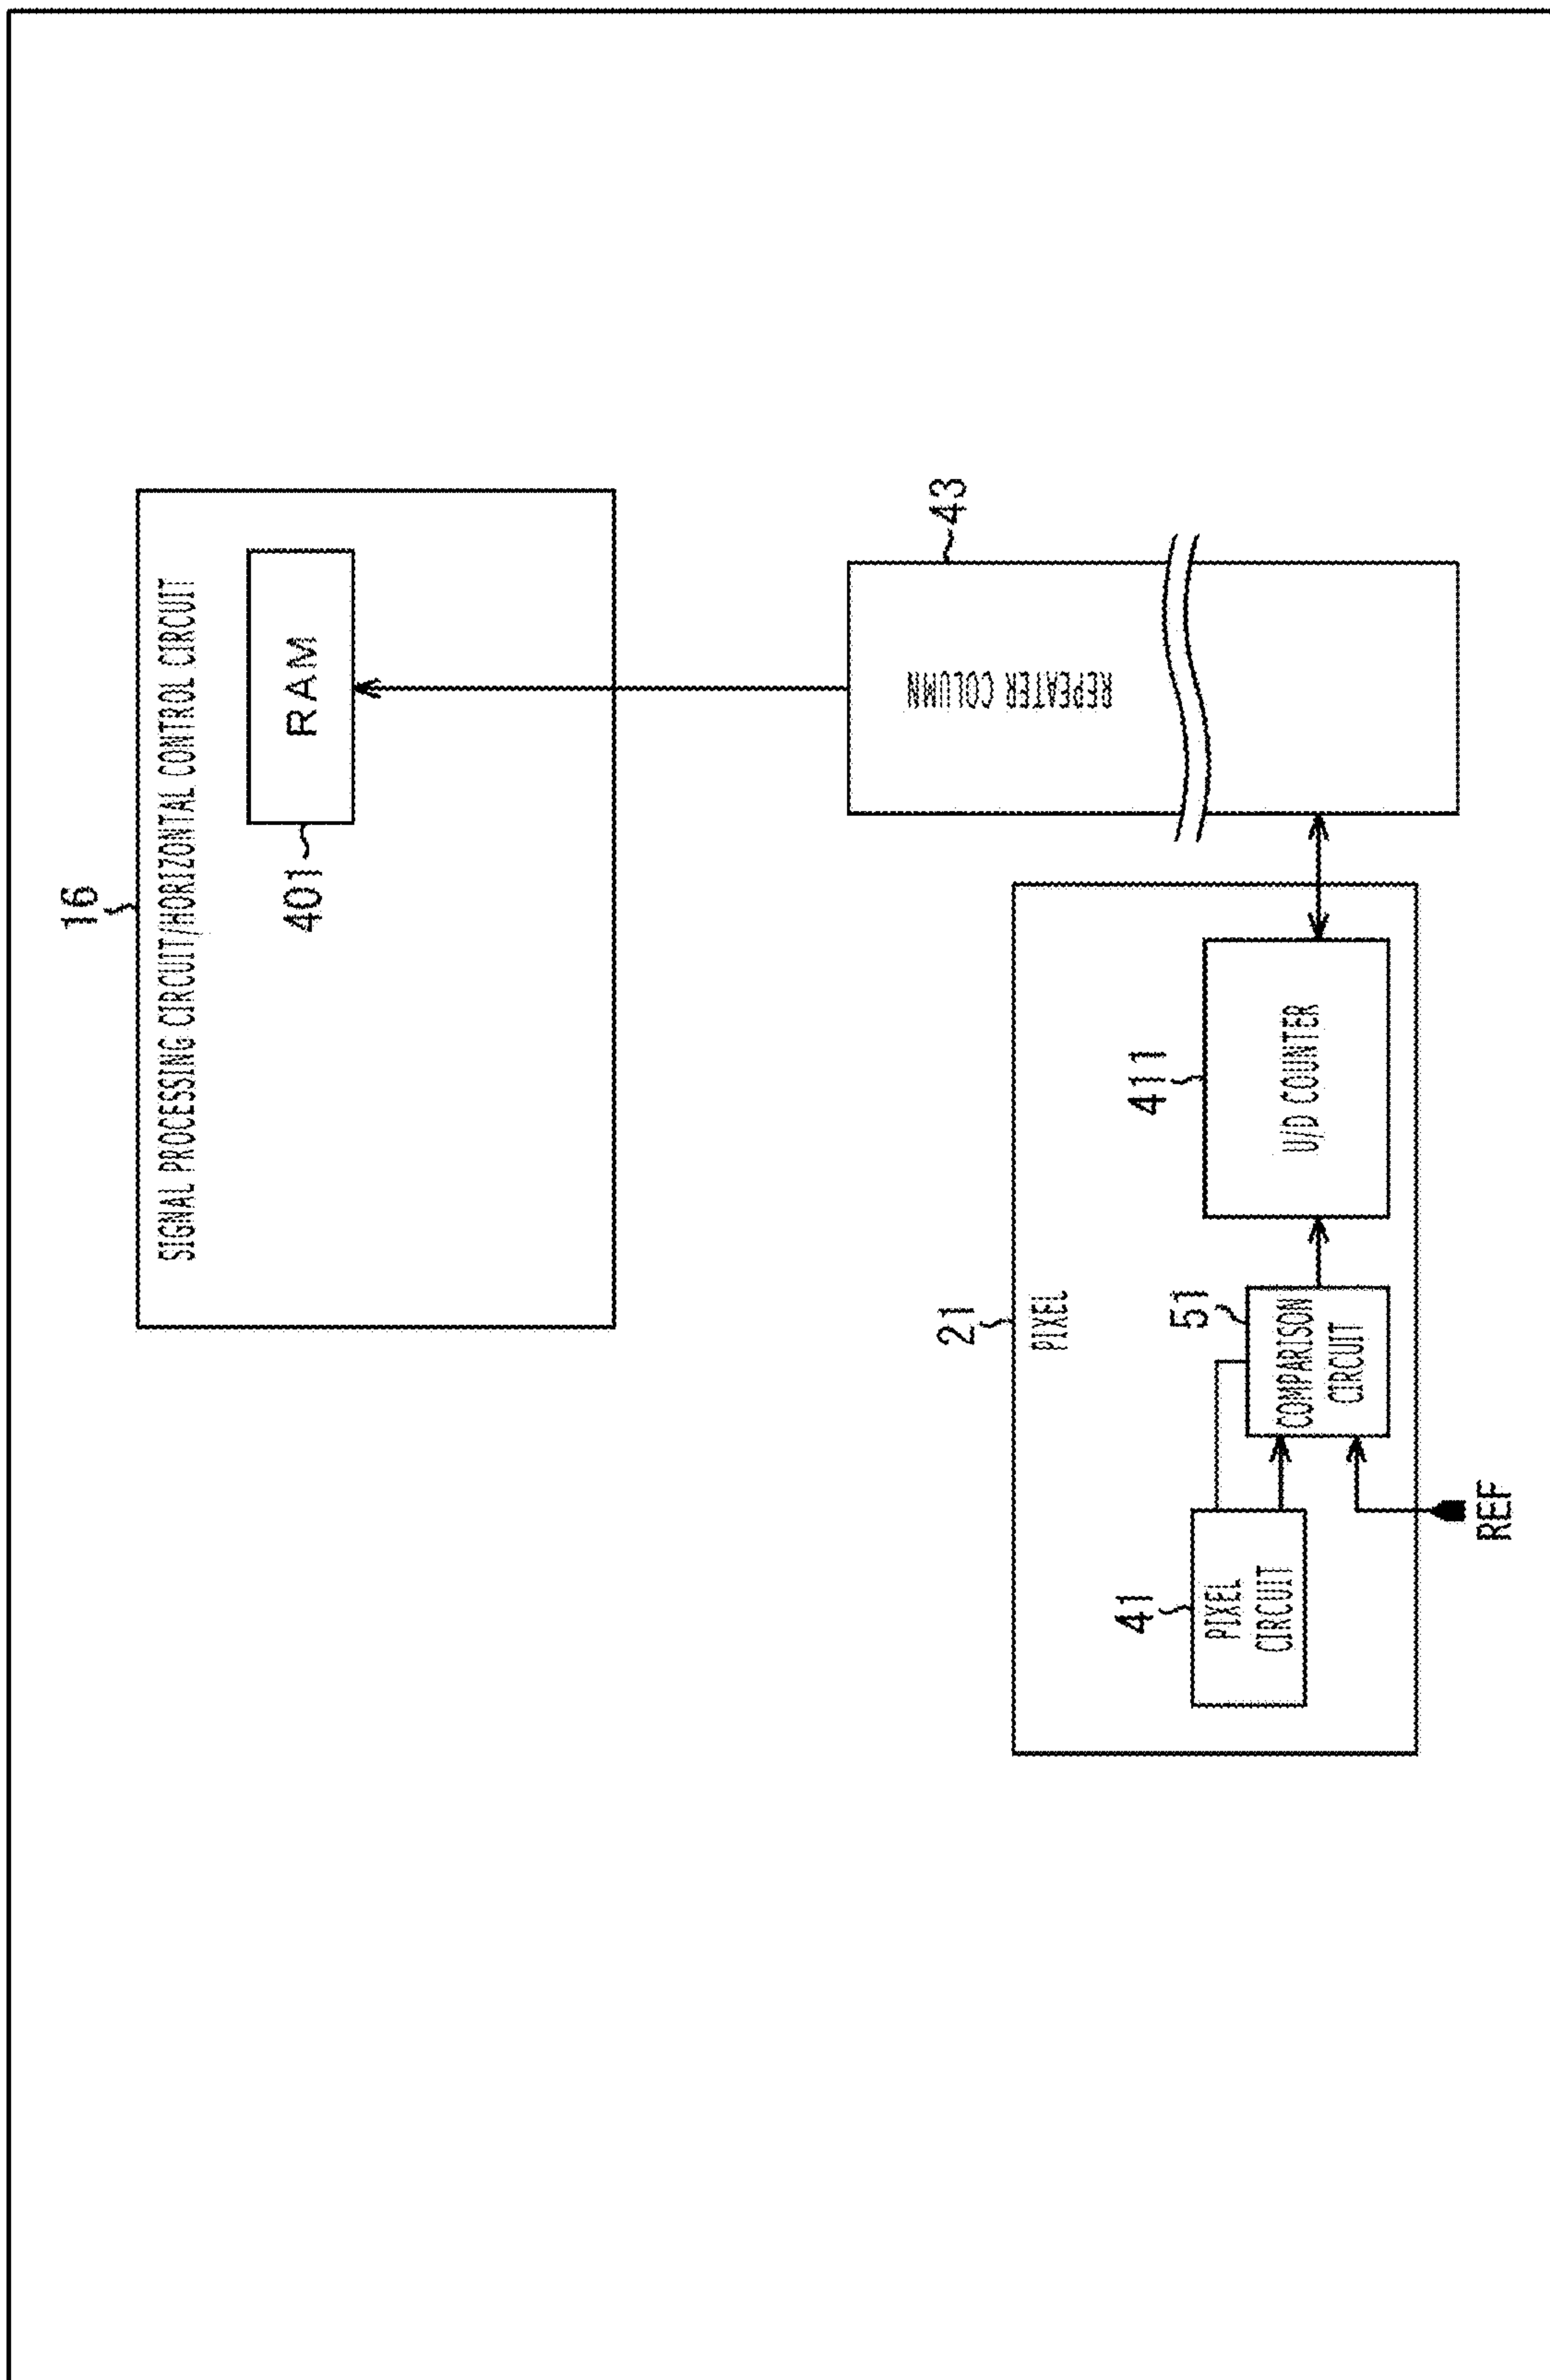 16
SIGNAL PROCESSING CIRCUIT/HORIZONTAL CONTROL CIRCUIT
RAM
401
43
REPEATER COLUMN
21
PIXEL
41
PIXEL
CIRCUIT
51
COMPARISON
CIRCUIT
411
U/D COUNTER
REF